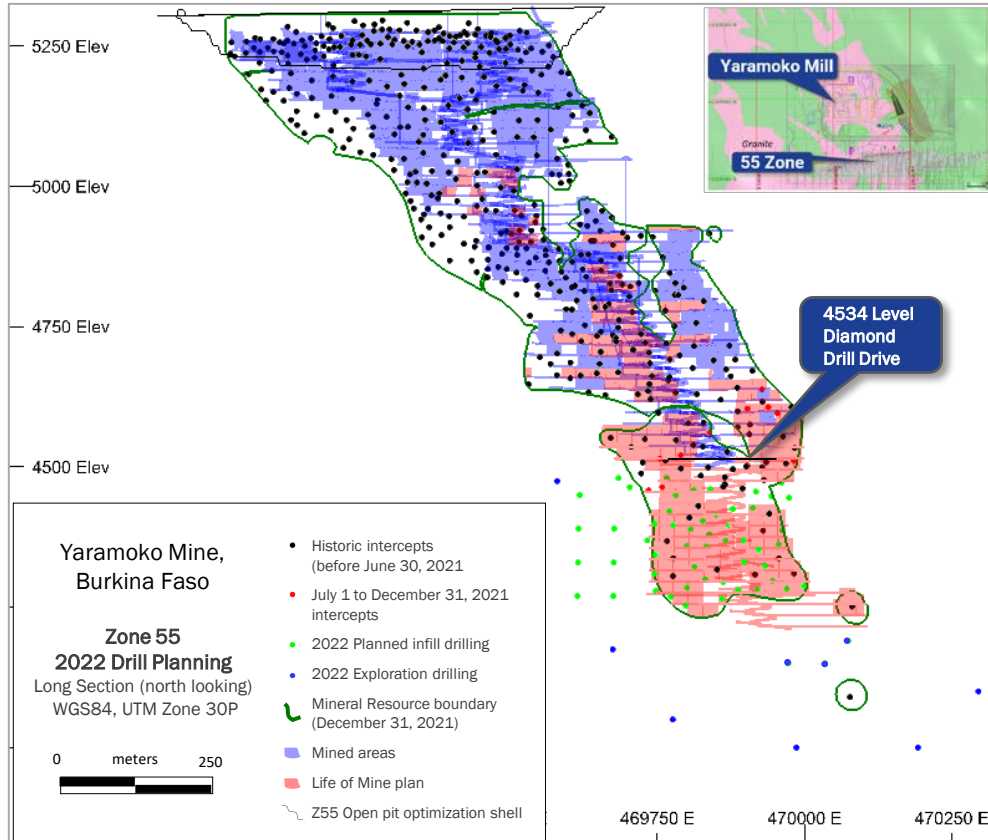 5250 Elev
5000 Elev
4750 Elev
4500 Elev
Yaramoko Mill
Granite
55 Zone
4534 Level
Diamond
Drill Drive
Yaramoko Mine,
Burkina Faso
Zone 55
2022 Drill Planning
Long Section (north looking)
WGS84, UTM Zone 30P
0 meters 250
Historic intercepts
(before June 30, 2021
July 1 to December 31, 2021
intercepts
2022 Planned infill drilling
2022 Exploration drilling
Mineral Resource boundary
(December 31, 2021)
Mined areas
Life of Mine plan
Z55 Open pit optimization shell
469750 E
470000 E
470250 E